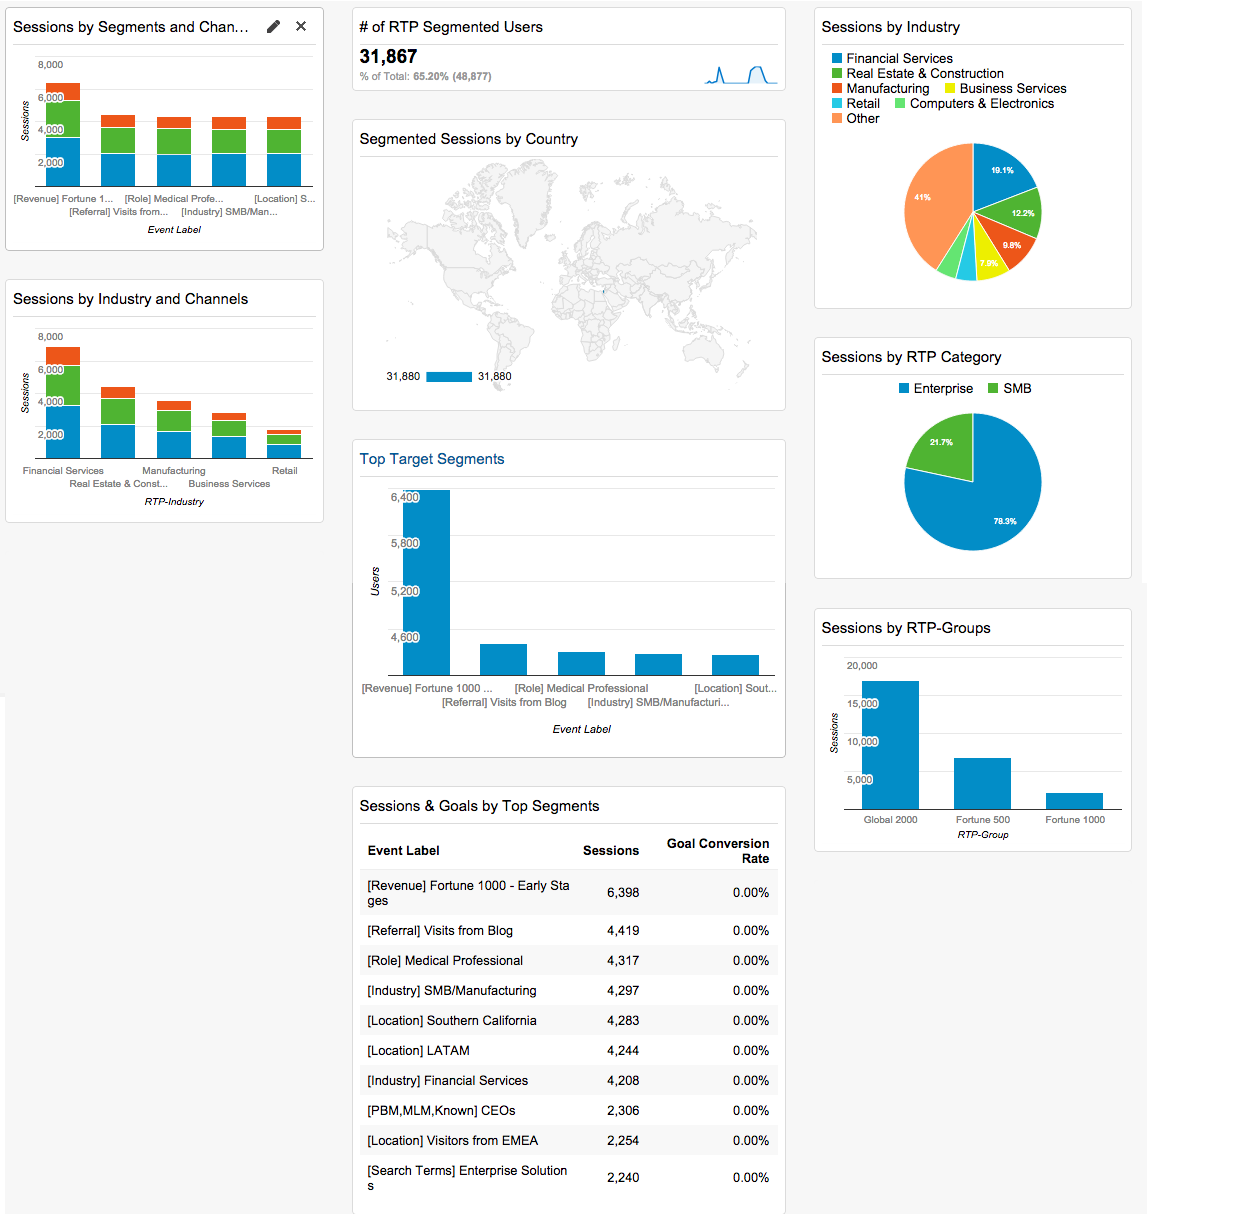 Sessions by Segments and Chan...
8,000
6,000
4,000
2,000
Sessions
[Revenue] Fortune 1... [Role] Medical Profe... [Location] S...
[Referral] Visits from... [Industry] SMB/Man...
Event Label
Sessions by Industry and Channels
8,000
6,000
4,000
2,000
Sessions
Financial Services Manufacturing Retail
Real Estate & Const... Business Services
RTP-Industry
# of RTP Segmented Users
31,867
% of Total: 65.20% (48,877)
Segmented Sessions by Country
31,880 31,880
Top Target Segments
6,400
5,800
5,200
4,600
Users
[Revenue] Fortune 1000 ... [Role] Medical Professional [Location] Sout...
[Referral] Visits from Blog [Industry] SMB/Manufacturi...
Event Label
Sessions & Goals by Top Segments
Event Label Sessions Goal Conversion
Rate
[Revenue] Fortune 1000 - Early Sta
ges 6,398 0.00%
[Referral] Visits from Blog 4,419 0.00%
[Role] Medical Professional 4,317 0.00%
[Industry] SMB/Manufacturing 4,297 0.00%
[Location] Southern California 4,283 0.00%
[Location] LATAM 4,244 0.00%
[Industry] Financial Services 4,208 0.00%
[PBM,MLM,Known] CEOs 2,306 0.00%
[Location] Visitors from EMEA 2,254 0.00%
[Search Terms] Enterprise Solution
s 2,240 0.00%
Sessions by Industry
Financial Services
Real Estate & Construction
Manufacturing Business Services
Retail Computers & Electronics
Other
19.1%
41%
12.2%
9.8%
7.9%
Sessions by RTP Category
Enterprise SMB
21.7%
78.3%
Sessions by RTP-Groups
20,000
15,000
10,000
5,000
Sessions
Global 2000 Fortune 500 Fortune 1000
RTP-Group